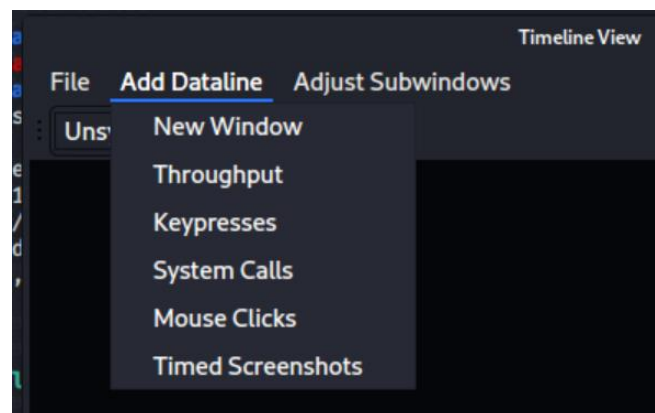 Timeline View
File Add Dataline Adjust Subwindows
New Window
Throughput
Keypresses
System Calls
Mouse Clicks
Timed Screenshots